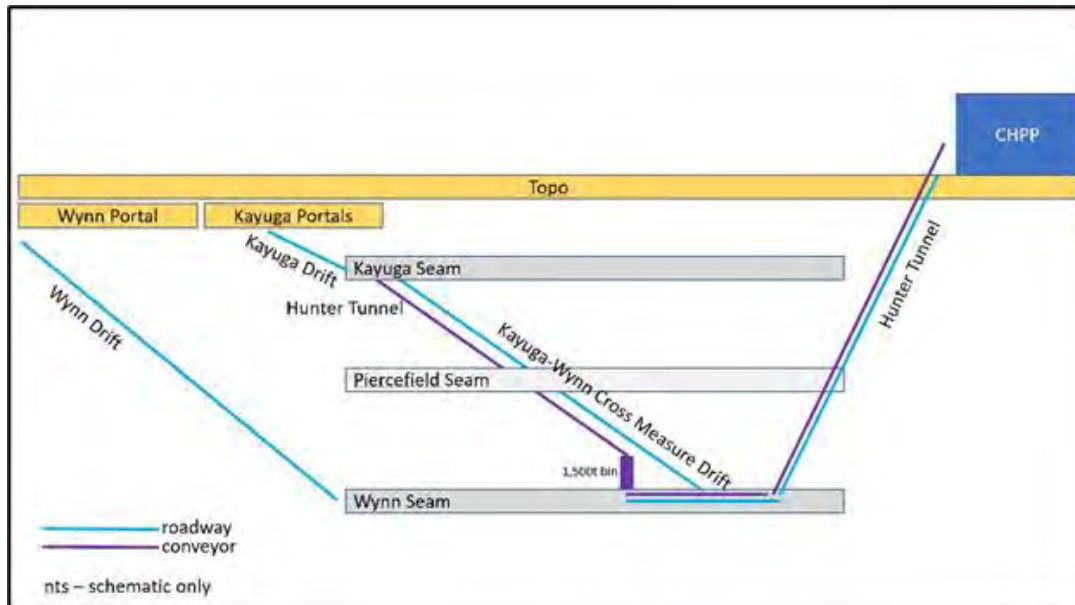 CHPP
Topo
Wynn Portal
Kayuga Portals
Kayuga Drift
Kayuga Seam
Hunter Tunnel
Hunter Tunnel
Wynn Drift
Kayuga-Wynn Cross Measure Drift
Piercefield Seam
1,500t bin
Wynn Seam
roadway
conveyor
nts – schematic only